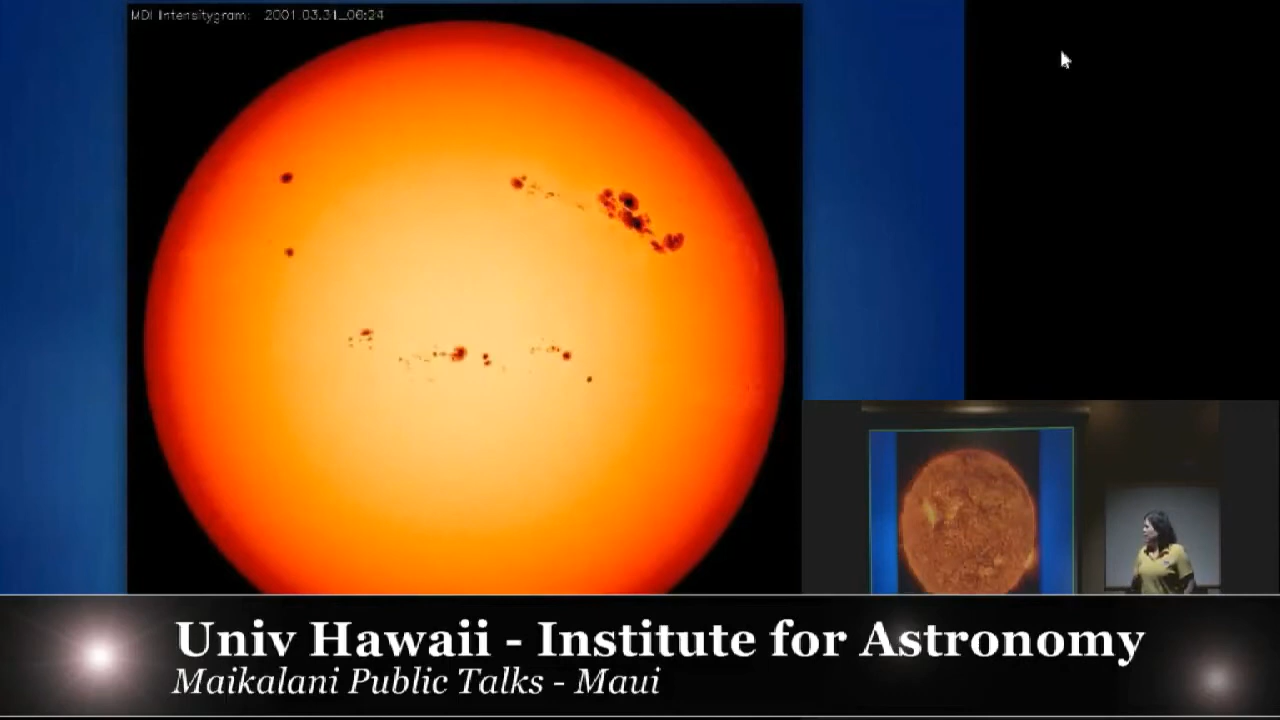 MDI Intensitygram: 2001.03.31_06:24
Univ Hawaii - Institute for Astronomy
Maikalani Public Talks - Maui